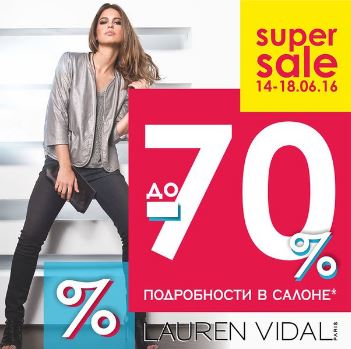 super
sale
14-18.06.16
до
-70%
%
ПОДРОБНОСТИ В САЛОНЕ*
LAUREN VIDAL
PARIS